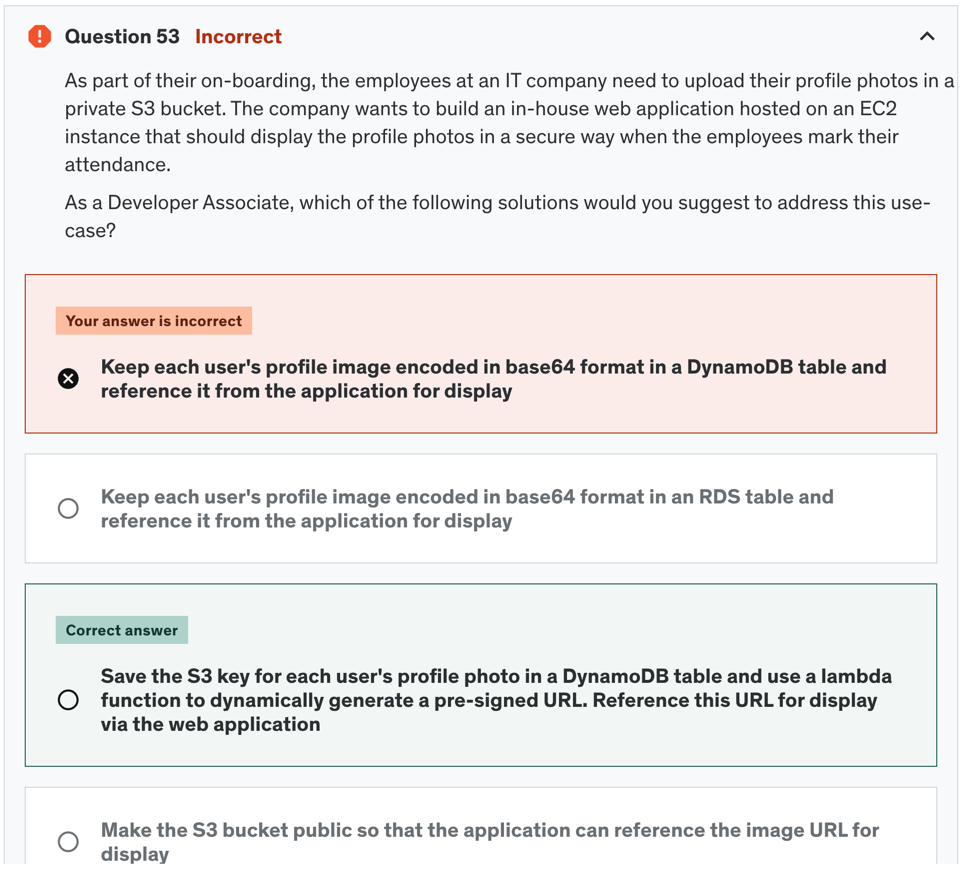 Question 53 Incorrect
As part of their on-boarding, the employees at an IT company need to upload their profile photos in a
private S3 bucket. The company wants to build an in-house web application hosted on an EC2
instance that should display the profile photos in a secure way when the employees mark their
attendance.
As a Developer Associate, which of the following solutions would you suggest to address this use-
case?
Your answer is incorrect
Keep each user's profile image encoded in base64 format in a DynamoDB table and
reference it from the application for display
Keep each user's profile image encoded in base64 format in an RDS table and
reference it from the application for display
Correct answer
Save the S3 key for each user's profile photo in a DynamoDB table and use a lambda
function to dynamically generate a pre-signed URL. Reference this URL for display
via the web application
Make the S3 bucket public so that the application can reference the image URL for
display